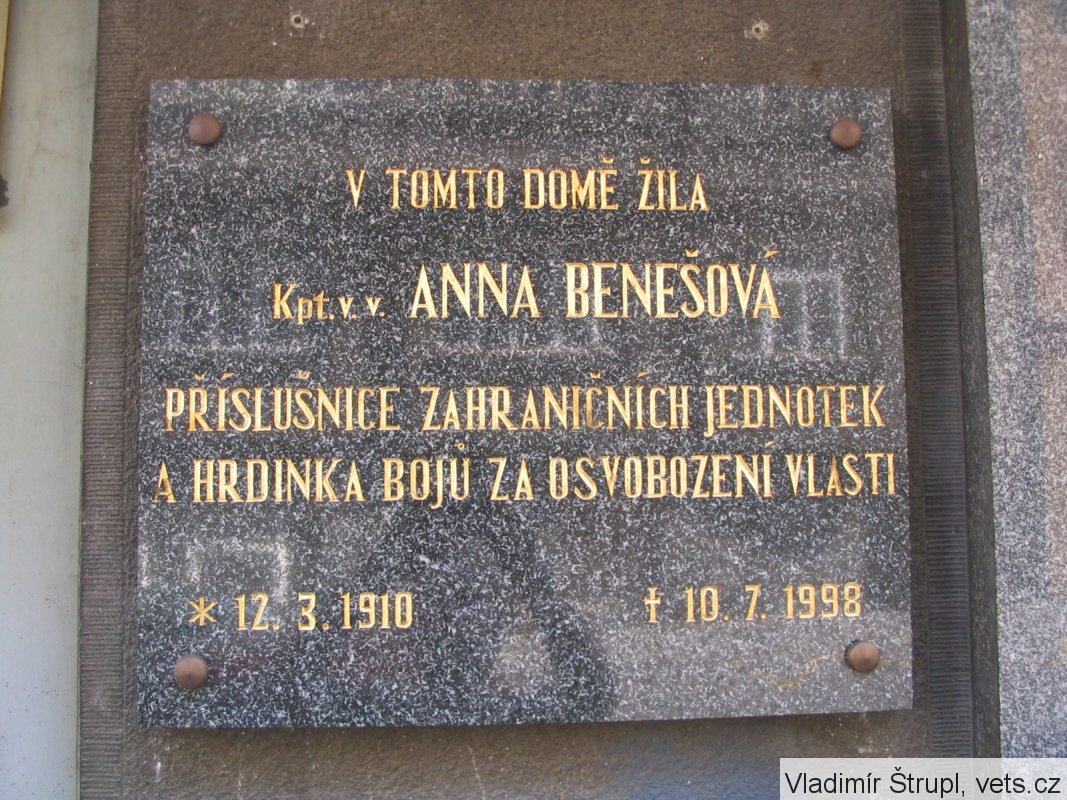 V TOMTO DOMĚ ŽILA
Kpt. v. v. ANNA BENEŠOVÁ
PŘÍSLUŠNICE ZAHRANIČNÍCH JEDNOTEK
A HRDINKA BOJŮ ZA OSVOBOZENÍ VLASTI
* 12. 3. 1910 † 10. 7. 1998
Vladimír Štrupl, vets.cz